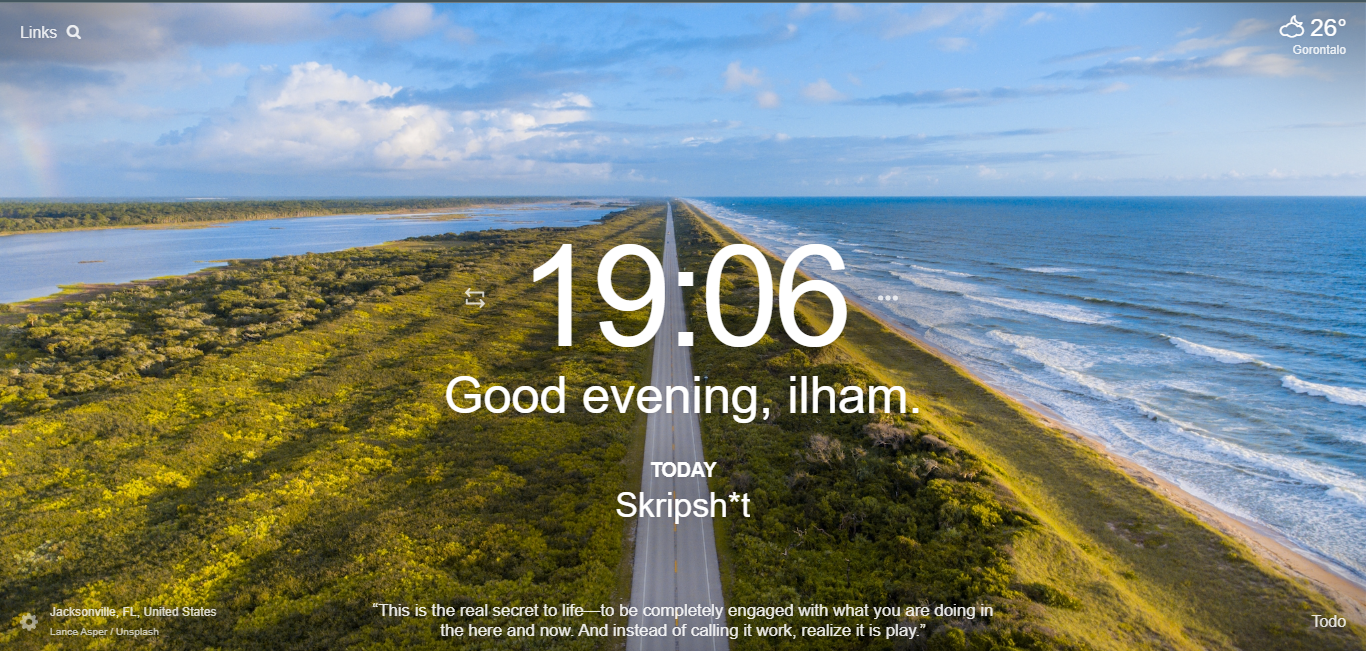 Links
26°
Gorontalo
19:06
Good evening, ilham.
TODAY
Skripsh*t
Jacksonville, FL, United States
Lance Asper / Unsplash
“This is the real secret to life—to be completely engaged with what you are doing in
the here and now. And instead of calling it work, realize it is play.”
Todo